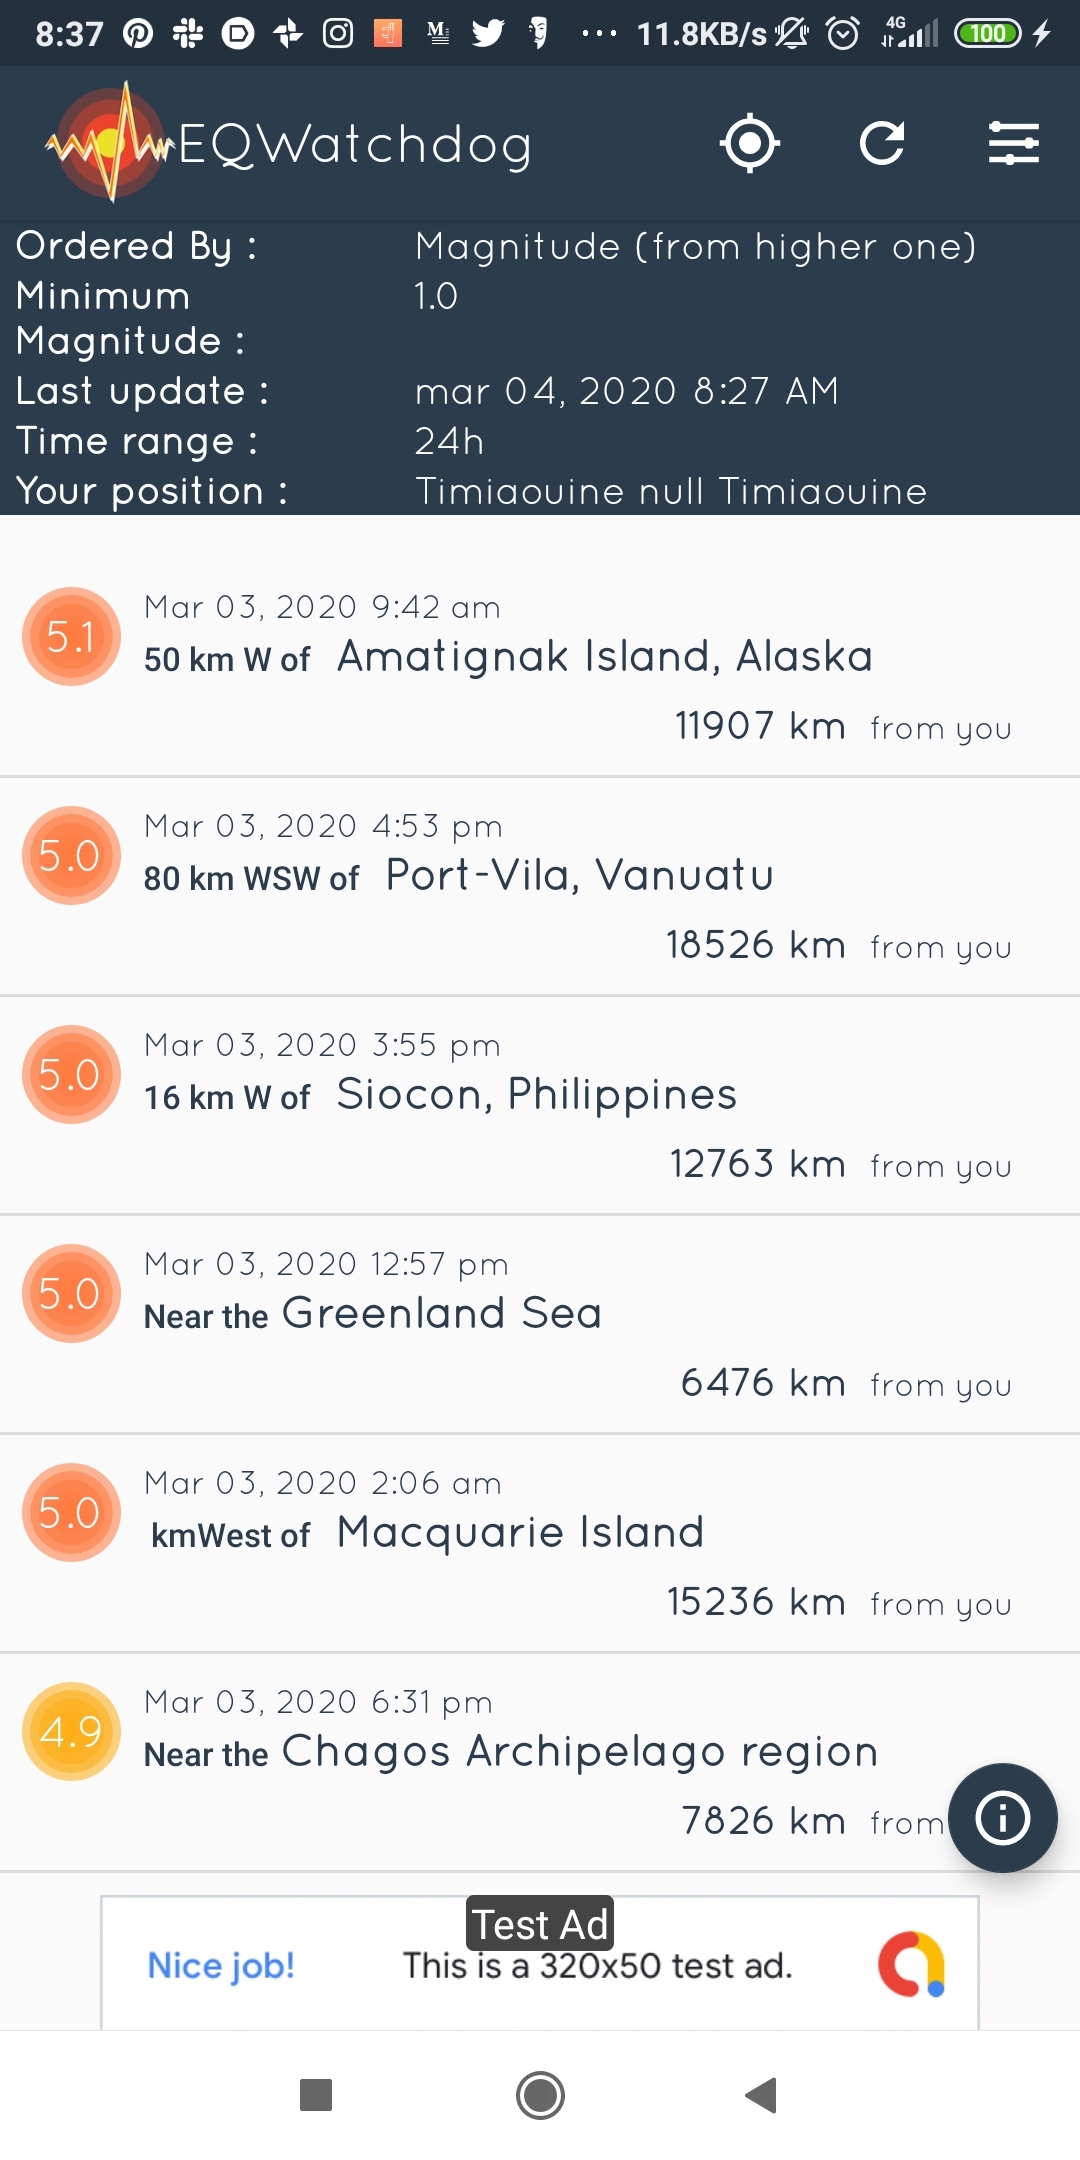 8:37 ... 11.8KB/s 4G 100
EQWatchdog
Ordered By : Magnitude (from higher one)
Minimum 1.0
Magnitude :
Last update : mar 04, 2020 8:27 AM
Time range : 24h
Your position : Timiaouine null Timiaouine
Mar 03, 2020 9:42 am
5.1
50 km W of Amatignak Island, Alaska
11907 km from you
Mar 03, 2020 4:53 pm
5.0
80 km WSW of Port-Vila, Vanuatu
18526 km from you
Mar 03, 2020 3:55 pm
5.0
16 km W of Siocon, Philippines
12763 km from you
Mar 03, 2020 12:57 pm
5.0
Near the Greenland Sea
6476 km from you
Mar 03, 2020 2:06 am
5.0
kmWest of Macquarie Island
15236 km from you
Mar 03, 2020 6:31 pm
4.9
Near the Chagos Archipelago region
7826 km from
Test Ad
Nice job! This is a 320x50 test ad.